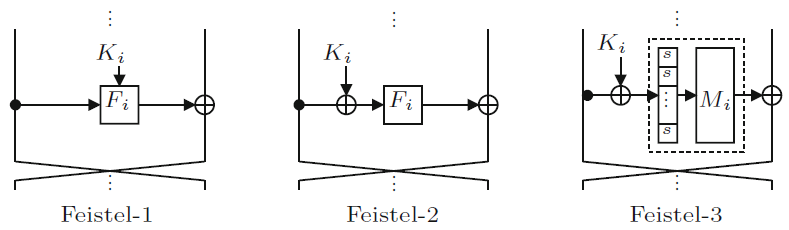 K_i
F_i
Feistel-1
K_i
F_i
Feistel-2
K_i
s
s
s
M_i
Feistel-3